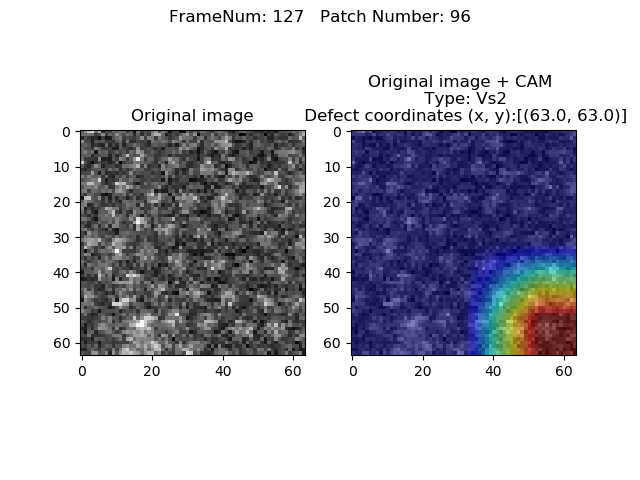 FrameNum: 127   Patch Number: 96
Original image
0
10
20
30
40
50
60
0 20 40 60
Original image + CAM
Type: Vs2
Defect coordinates (x, y):[(63.0, 63.0)]
0
10
20
30
40
50
60
0 20 40 60